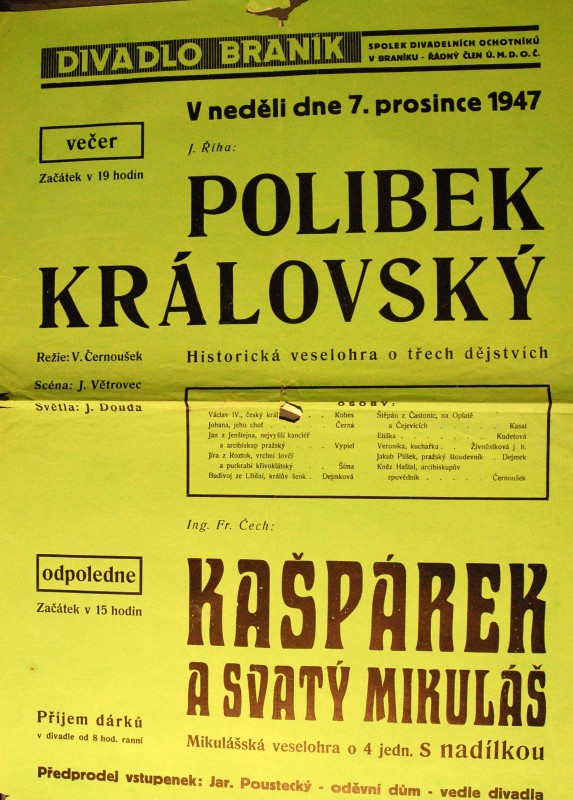 DIVADLO BRANÍK
SPOLEK DIVADELNÍCH OCHOTNÍKŮ
V BRANÍKU - ŘÁDNÝ ČLEN Ú. M. D. O. Č.
V neděli dne 7. prosince 1947
večer
Začátek v 19 hodin
J. Říha:
POLIBEK
KRÁLOVSKÝ
Režie: V. Černoušek
Scéna: J. Větrovec
Světla: J. Douda
Historická veselohra o třech dějstvích
OSOBY:
Václav IV., český král . . Kobes
Johana, jeho choť . . . . Černá
Jan z Jenštejna, nejvyšší kancléř
a arcibiskup pražský . . . Vypiel
Jíra z Roztok, vrchní lovčí
a purkrabí křivoklátský . . . Šíma
Budivoj ze Lštění, králův šenk . Dejmková
Štěpán z Častonic, na Oplatě
a Čejevicích . . . . Kasal
Eliška . . . . Kodetová
Veronika, kuchařka . . Živnůstková j. h.
Jakub Plíšek, pražský štoudevník . Dejmek
Kněz Haštal, arcibiskupův
zpovědník . . . . Černoušek
Ing. Fr. Čech:
odpoledne
Začátek v 15 hodin
KAŠPÁREK
A SVATÝ MIKULÁŠ
Příjem dárků
v divadle od 8 hod. ranní
Mikulášská veselohra o 4 jedn. S nadílkou
Předprodej vstupenek: Jar. Poustecký - oděvní dům - vedle divadla